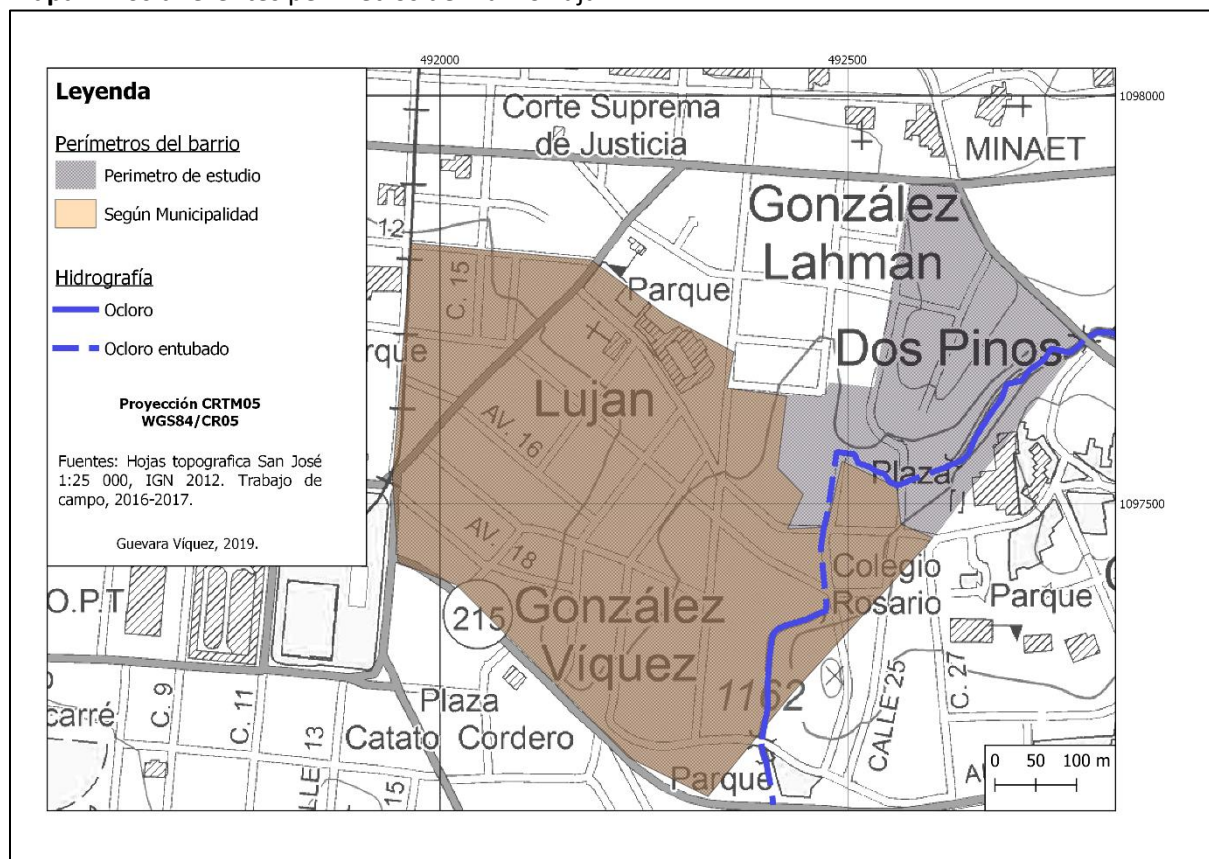 492000
492500
1098000
1097500
Leyenda
Perímetros del barrio
Perimetro de estudio
Según Municipalidad
Hidrografía
Ocloro
Ocloro entubado
Proyección CRTM05
WGS84/CR05
Fuentes: Hojas topografica San José
1:25 000, IGN 2012. Trabajo de
campo, 2016-2017.
Guevara Víquez, 2019.
Corte Suprema
de Justicia
MINAET
González
Lahman
12
C. 15
Parque
rque
Dos Pinos
Lujan
AV. 16
Plaza
AV. 18
Colegio
Rosario
Parque
O.P.T
215
González
Víquez
1162
CALLE 25
C. 27
carré
C. 9
C. 11
13
15
Plaza
Catato Cordero
Parque
0 50 100 m